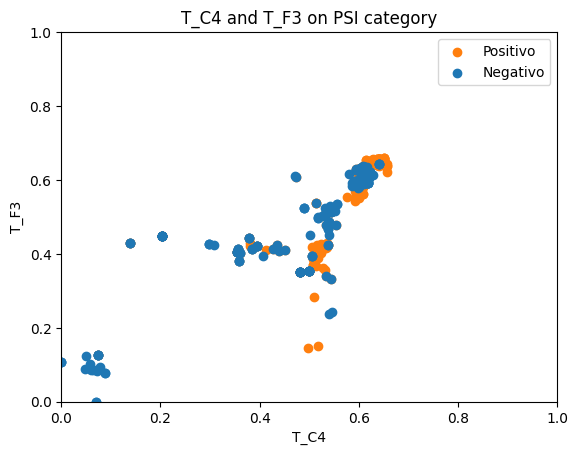 T_C4 and T_F3 on PSI category
1.0
0.8
0.6
0.4
0.2
0.0
T_F3
Positivo
Negativo
0.0 0.2 0.4 0.6 0.8 1.0
T_C4